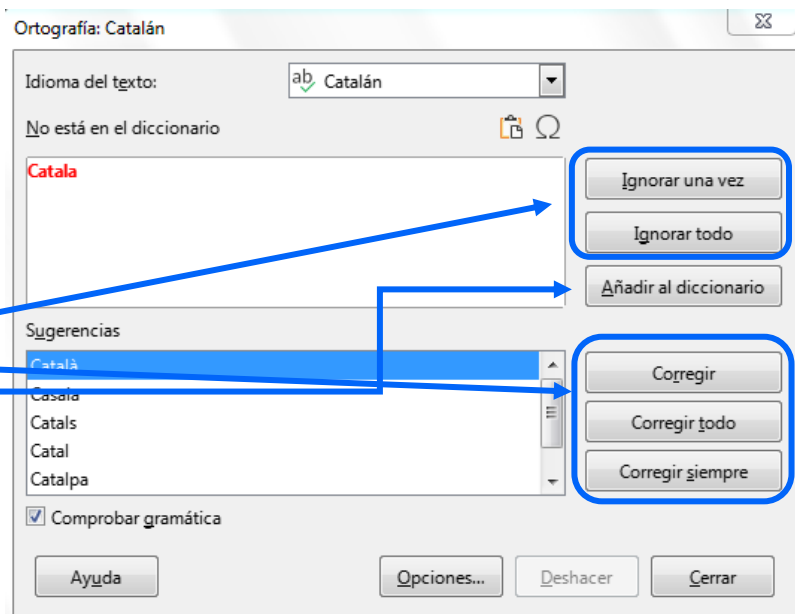 Ortografía: Catalán
Idioma del texto:
ab Catalán
No está en el diccionario
Ω
Catala
Ignorar una vez
Ignorar todo
Añadir al diccionario
Sugerencias
Català
Casala
Catals
Catal
Catalpa
Corregir
Corregir todo
Corregir siempre
Comprobar gramática
Ayuda
Opciones...
Deshacer
Cerrar